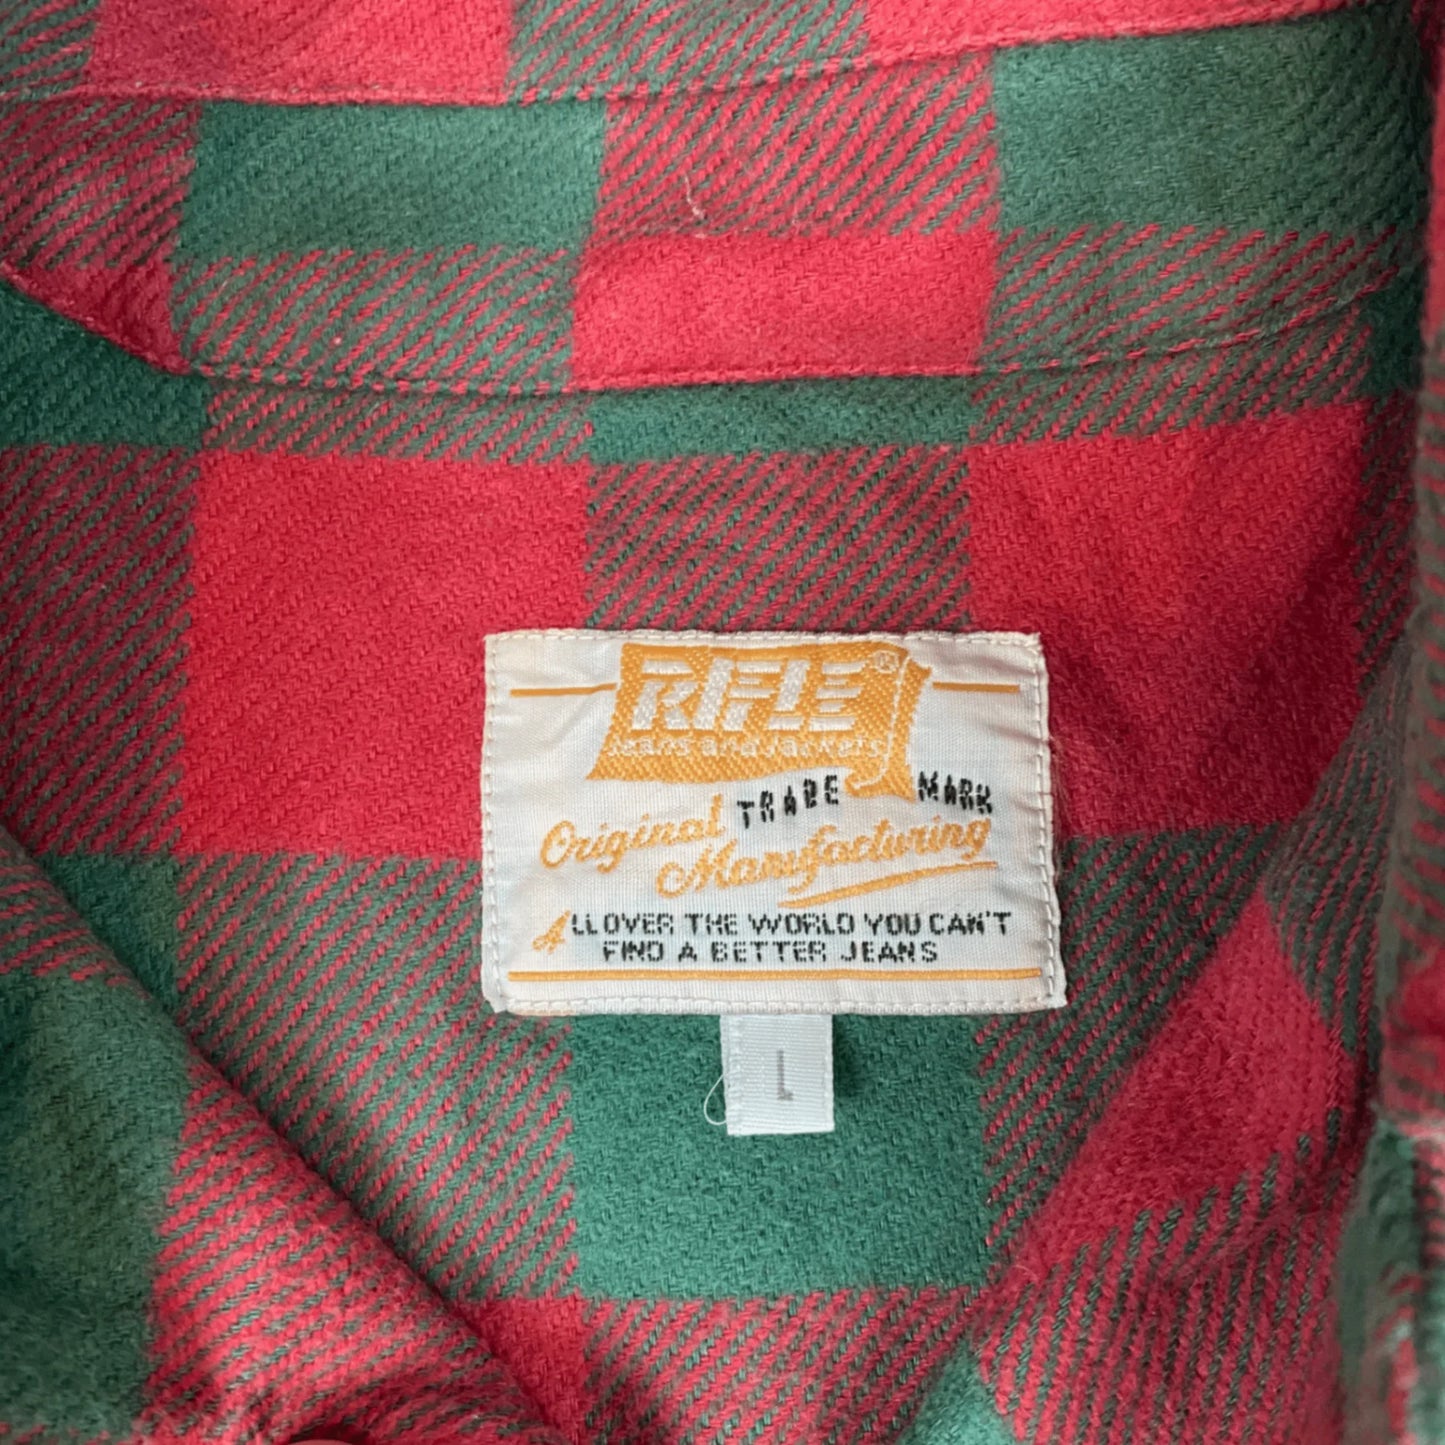 RIFLE®
Jeans and Jackets
TRADE MARK
Original
Manufacturing
ALL OVER THE WORLD YOU CAN'T
FIND A BETTER JEANS
L